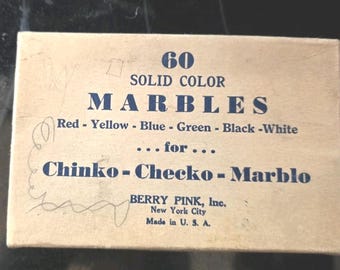 60
SOLID COLOR
MARBLES
Red - Yellow - Blue - Green - Black - White
. . . for . . .
Chinko - Checko - Marblo
BERRY PINK, Inc.
New York City
Made in U. S. A.